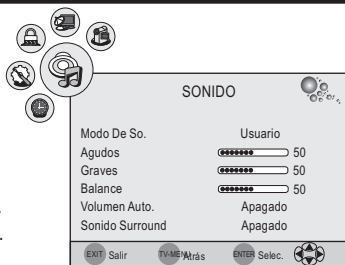 SONIDO
Modo De So. Usuario
Agudos 50
Graves 50
Balance 50
Volumen Auto. Apagado
Sonido Surround Apagado
EXIT Salir TV-MENU Atrás ENTER Selec.